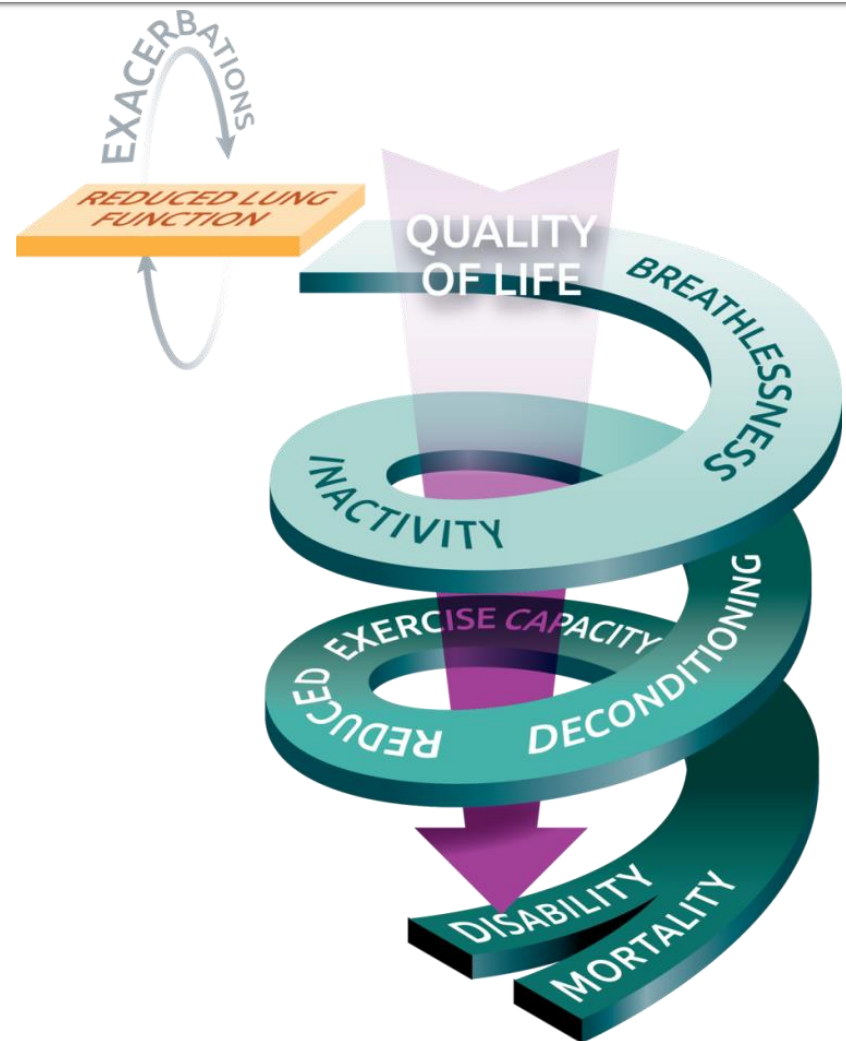 EXACERBATIONS
REDUCED LUNG
FUNCTION
QUALITY
OF LIFE
BREATHLESSNESS
INACTIVITY
DECONDITIONING
REDUCED EXERCISE CAPACITY
DISABILITY
MORTALITY